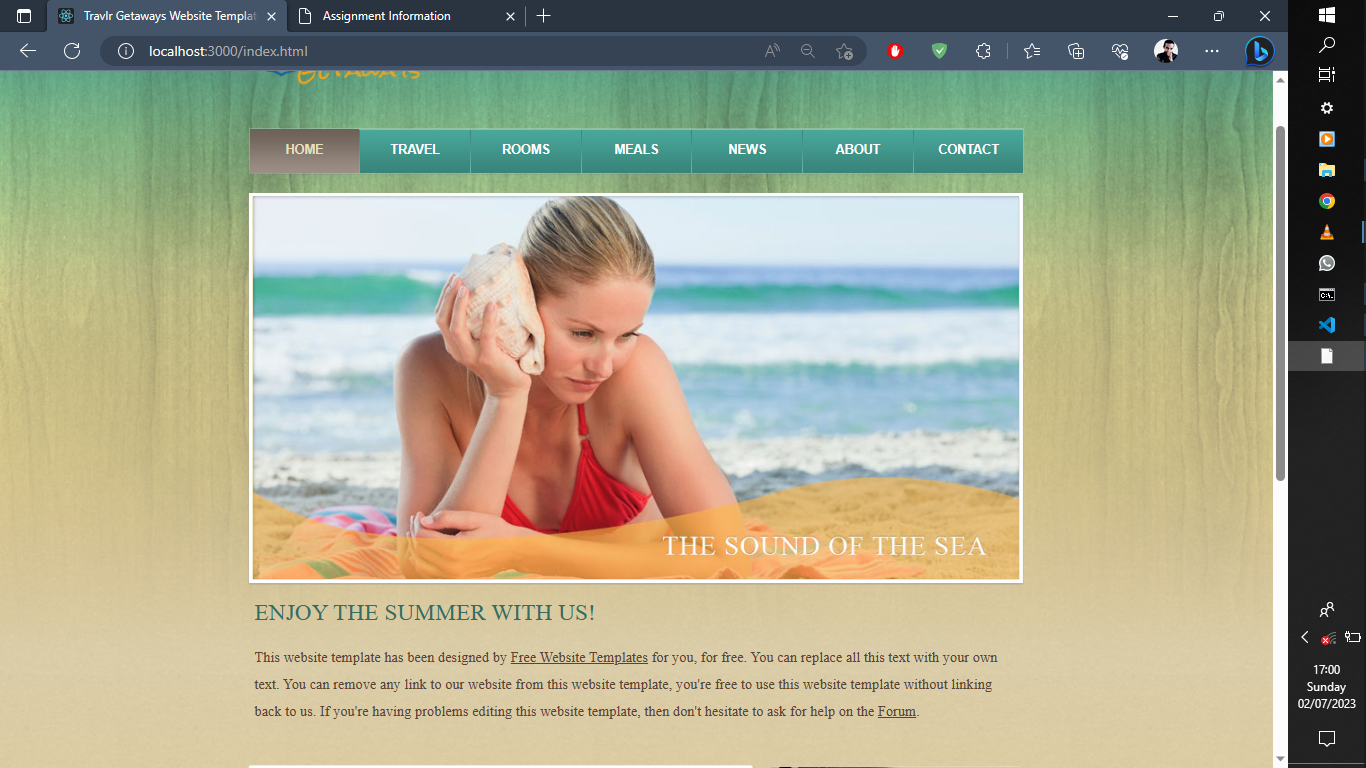 Travlr Getaways Website Templat
Assignment Information
localhost:3000/index.html
GETAWAYS
HOME
TRAVEL
ROOMS
MEALS
NEWS
ABOUT
CONTACT
THE SOUND OF THE SEA
ENJOY THE SUMMER WITH US!
This website template has been designed by Free Website Templates for you, for free. You can replace all this text with your own
text. You can remove any link to our website from this website template, you're free to use this website template without linking
back to us. If you're having problems editing this website template, then don't hesitate to ask for help on the Forum.
17:00
Sunday
02/07/2023